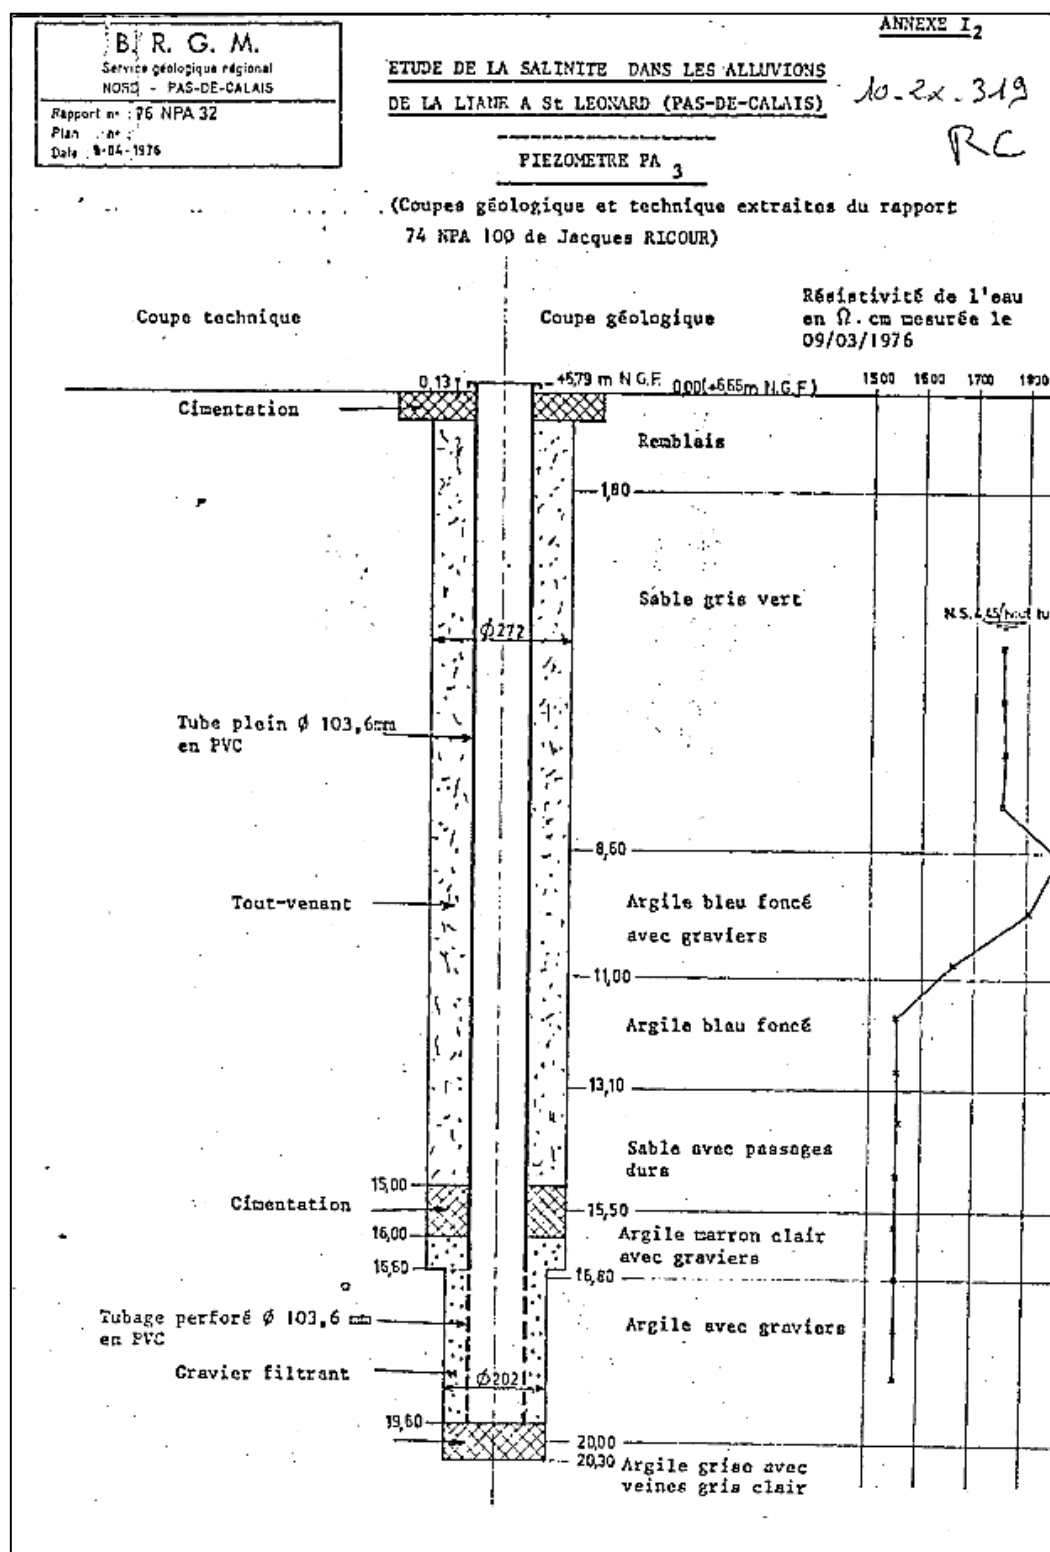 ANNEXE I2
B. R. G. M.
Service géologique régional
NORD - PAS-DE-CALAIS
Rapport n° : 76 NPA 32
Plan n° :
Date : 9-04-1976
ETUDE DE LA SALINITE DANS LES ALLUVIONS
DE LA LIANE A St LEONARD (PAS-DE-CALAIS)
10-2x-319
RC
PIEZOMETRE PA 3
(Coupes géologique et technique extraites du rapport
74 NPA 100 de Jacques RICOUR)
Coupe technique
Coupe géologique
Résistivité de l'eau
en Ω.cm mesurée le
09/03/1976
0,13
+6,79 m N.G.F.
0,00(+6,66m N.G.F.)
1500 1600 1700 1800
Cimentation
Remblais
1,80
Sable gris vert
N.S.
Ø 272
Tube plein Ø 103,6mm
en PVC
8,60
Tout-venant
Argile bleu foncé
avec graviers
11,00
Argile bleu foncé
13,10
Sable avec passages
durs
15,00
Cimentation
15,50
16,00
Argile marron clair
avec graviers
16,60
16,80
Tubage perforé Ø 103,6 mm
en PVC
Argile avec graviers
Gravier filtrant
Ø 202
19,60
20,00
20,30
Argile grise avec
veines gris clair